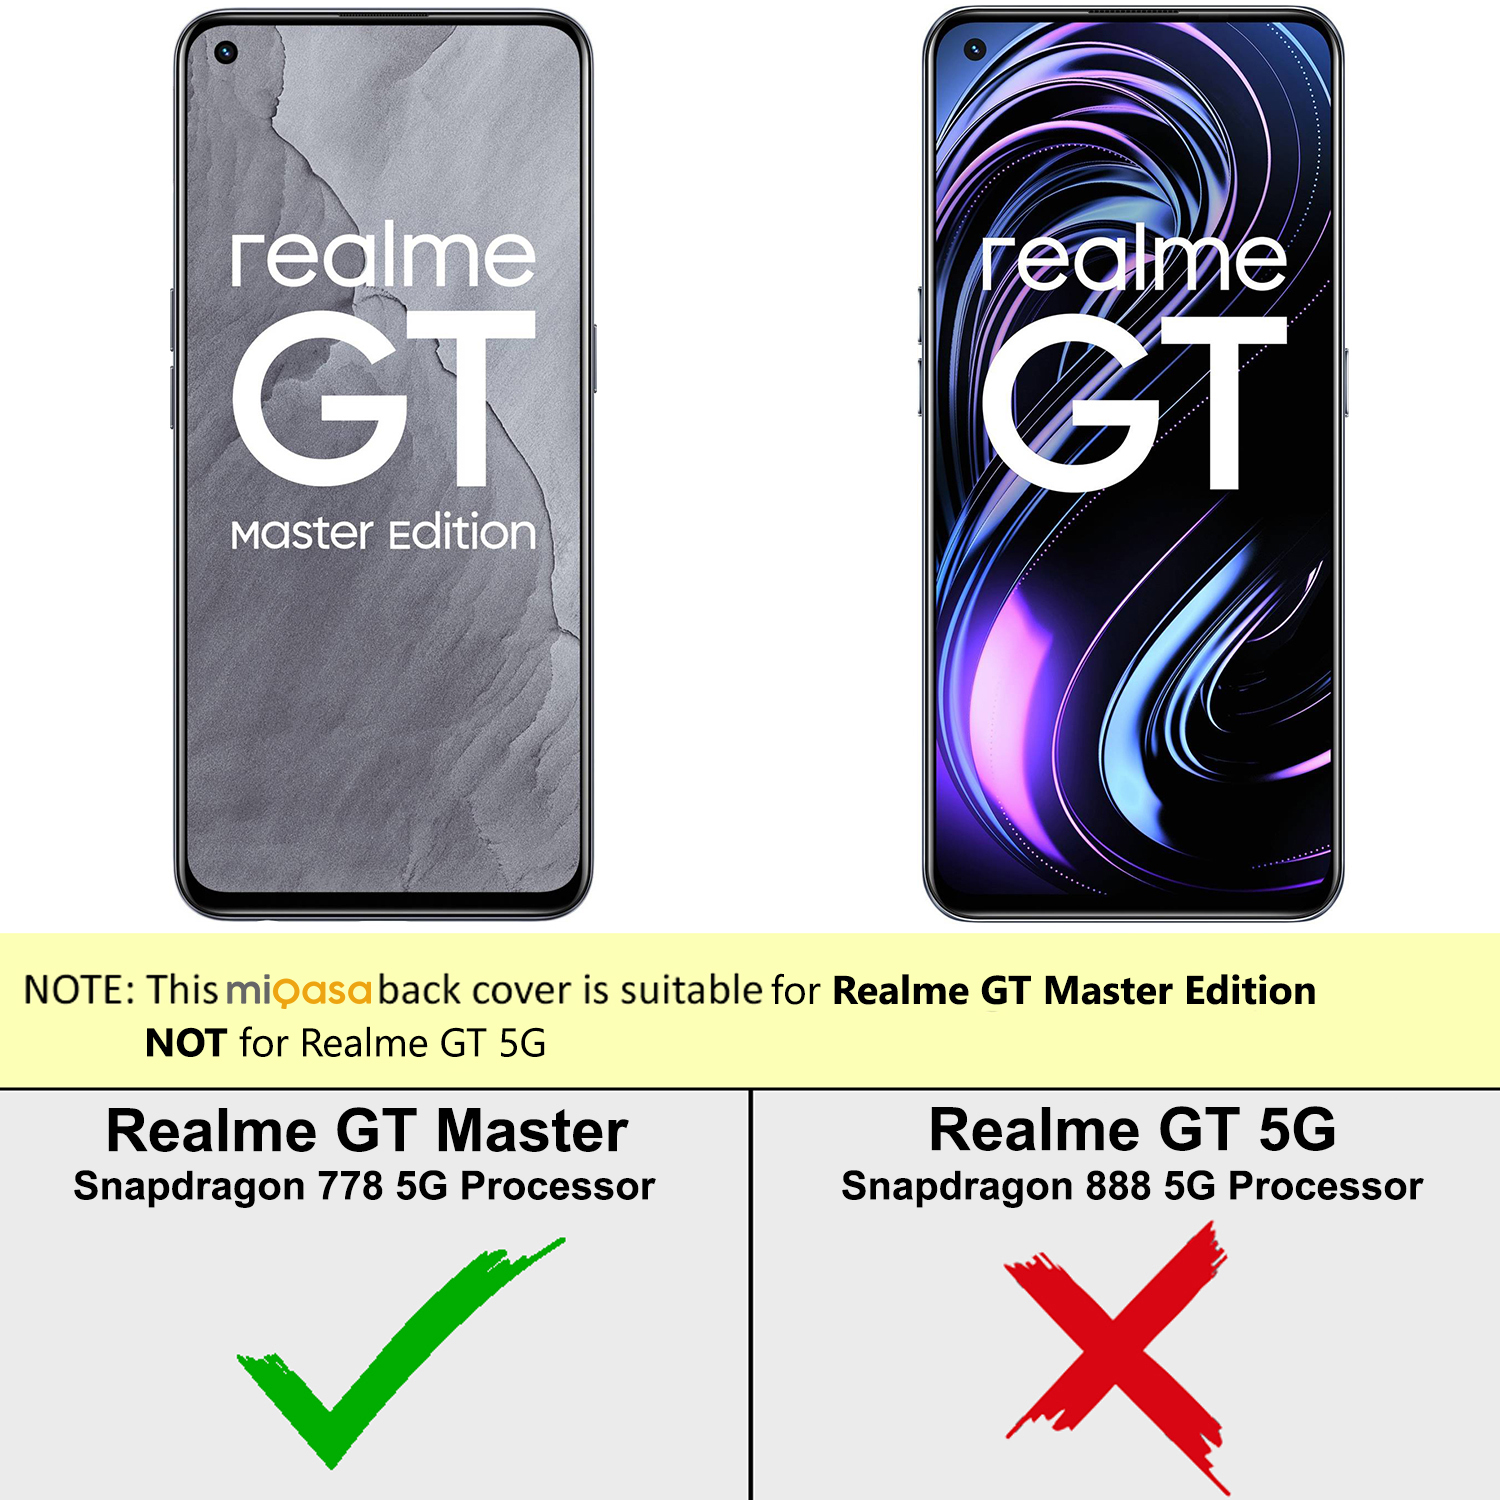 realme
GT
Master Edition
realme
GT
NOTE: This miqasa back cover is suitable for Realme GT Master Edition
NOT for Realme GT 5G
Realme GT Master
Snapdragon 778 5G Processor
Realme GT 5G
Snapdragon 888 5G Processor